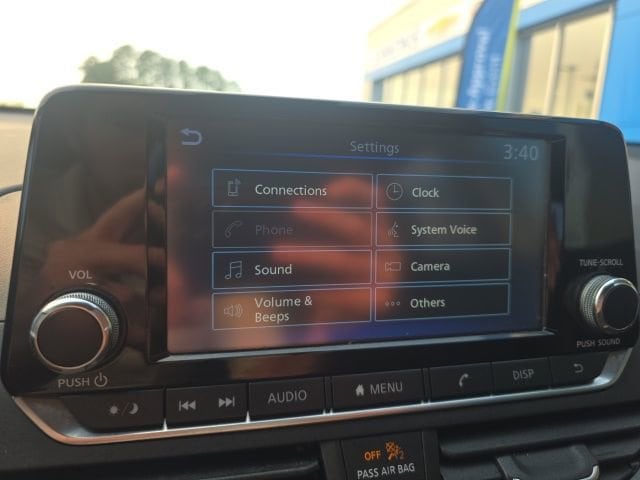 Settings
3:40
Connections
Clock
Phone
System Voice
Sound
Camera
Volume &
Beeps
Others
VOL
PUSH
TUNE·SCROLL
PUSH SOUND
AUDIO
MENU
DISP
OFF
2
PASS AIR BAG